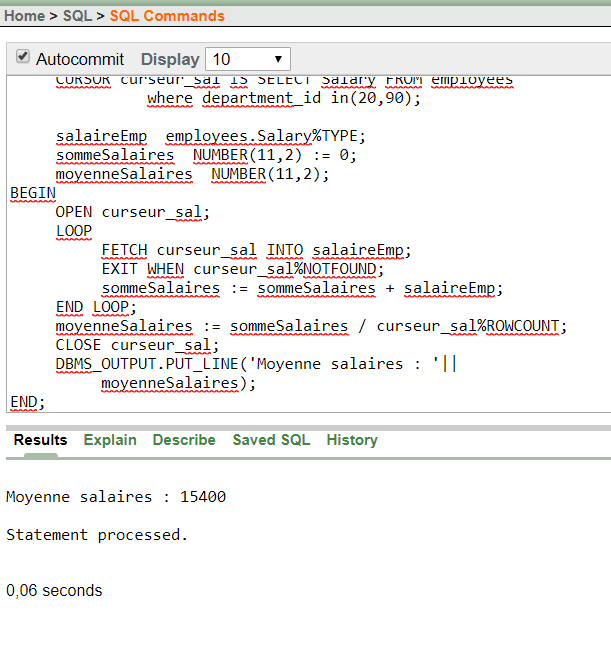 Home > SQL > SQL Commands
Autocommit Display 10
CURSOR curseur_sal IS SELECT Salary FROM employees
where department_id in(20,90);
salaireEmp employees.Salary%TYPE;
sommeSalaires NUMBER(11,2) := 0;
moyenneSalaires NUMBER(11,2);
BEGIN
OPEN curseur_sal;
LOOP
FETCH curseur_sal INTO salaireEmp;
EXIT WHEN curseur_sal%NOTFOUND;
sommeSalaires := sommeSalaires + salaireEmp;
END LOOP;
moyenneSalaires := sommeSalaires / curseur_sal%ROWCOUNT;
CLOSE curseur_sal;
DBMS_OUTPUT.PUT_LINE('Moyenne salaires : '||
moyenneSalaires);
END;
Results Explain Describe Saved SQL History
Moyenne salaires : 15400
Statement processed.
0,06 seconds